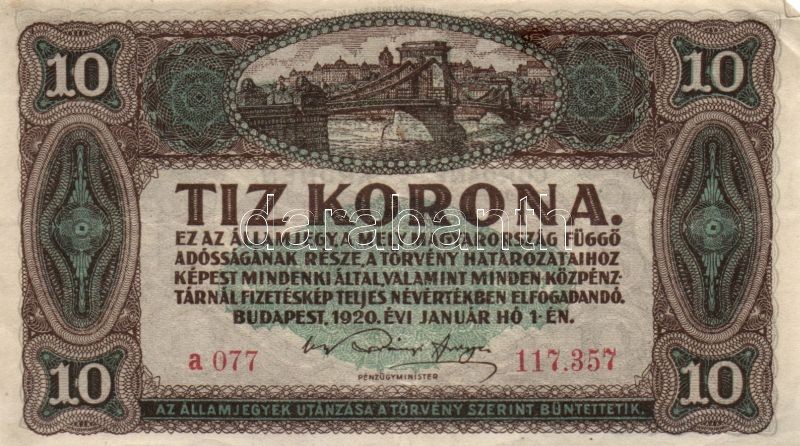 10 10
TIZ KORONA.
darabanth
EZ AZ ÁLLAMJEGY, A MELY MAGYARORSZÁG FÜGGŐ
ADÓSSÁGÁNAK RÉSZE, A TÖRVÉNY HATÁROZATAIHOZ
KÉPEST MINDENKI ÁLTAL, VALAMINT MINDEN KÖZPÉNZ-
TÁRNÁL FIZETÉSKÉP TELJES NÉVÉRTÉKBEN ELFOGADANDÓ.
BUDAPEST, 1920. ÉVI JANUÁR HÓ 1-ÉN.
a 077 117.357
PÉNZÜGYMINISTER
10 10
AZ ÁLLAMJEGYEK UTÁNZÁSA A TÖRVÉNY SZERINT BÜNTETTETIK.